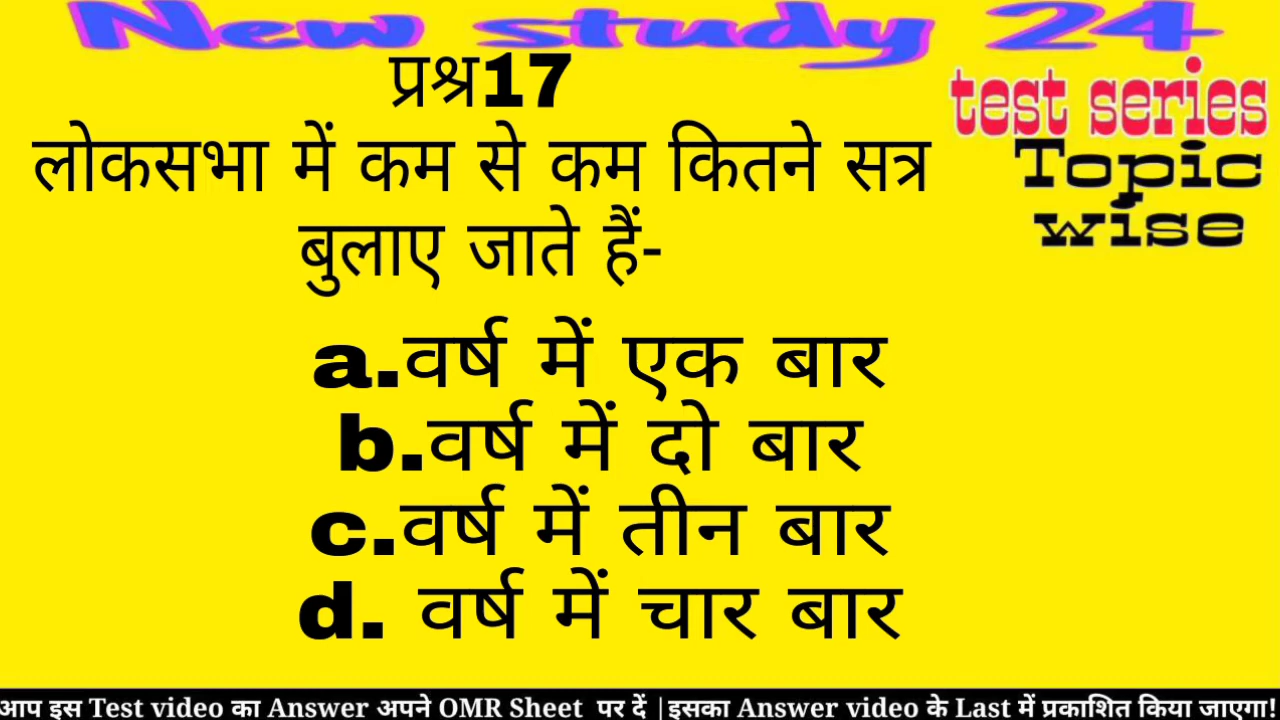 New study 24
test series
Topic
wise
प्रश्न17
लोकसभा में कम से कम कितने सत्र
बुलाए जाते हैं-
a.वर्ष में एक बार
b.वर्ष में दो बार
c.वर्ष में तीन बार
d. वर्ष में चार बार
आप इस Test video का Answer अपने OMR Sheet पर दें |इसका Answer video के Last में प्रकाशित किया जाएगा!